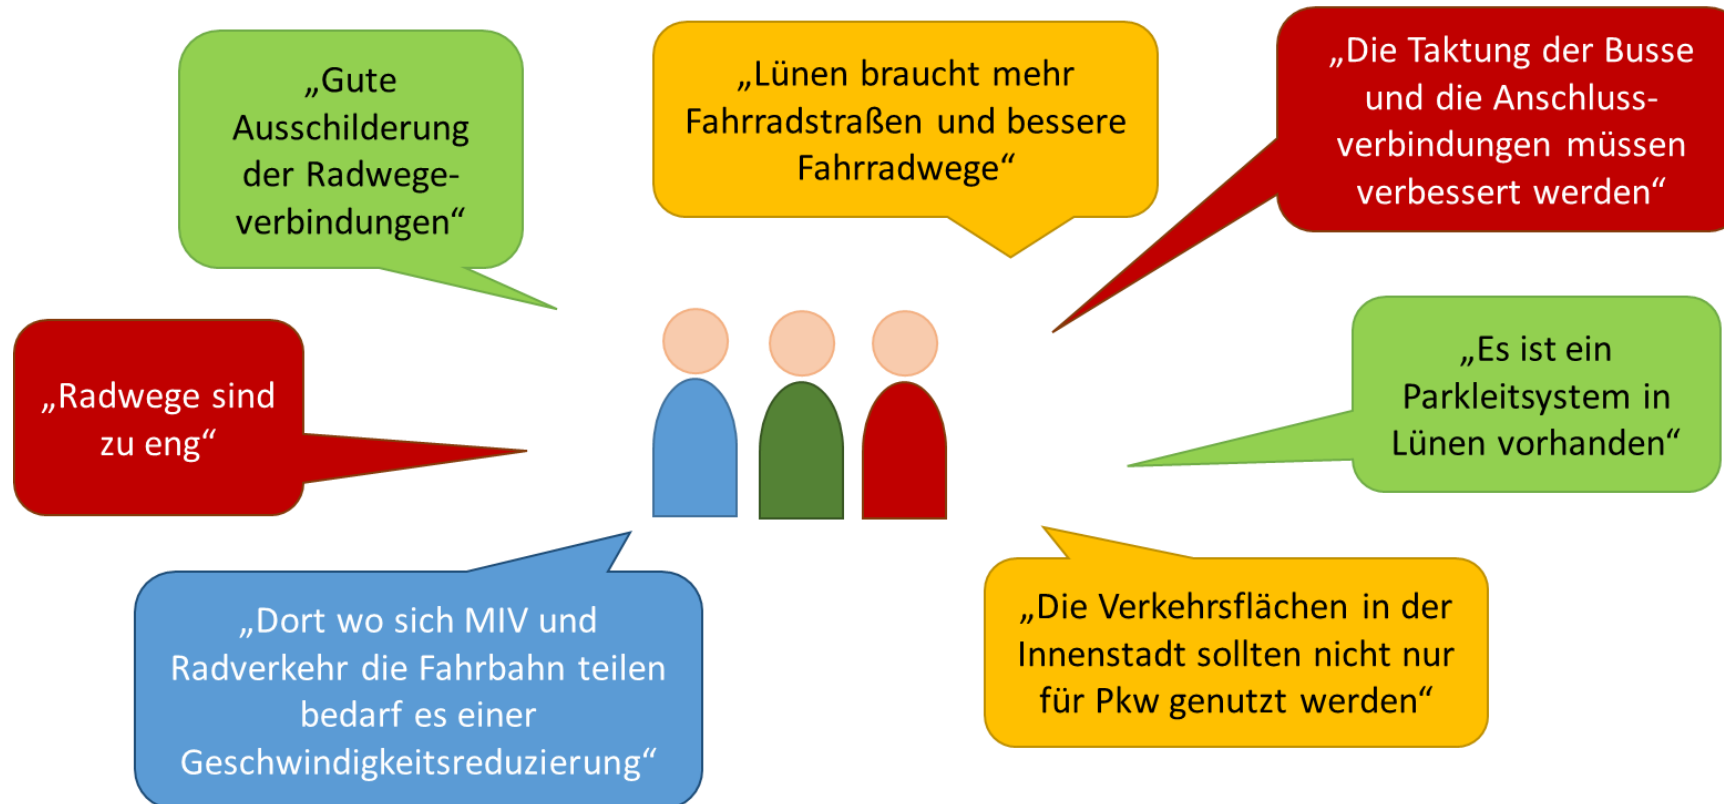 „Gute
Ausschilderung
der Radwege-
verbindungen“
„Lünen braucht mehr
Fahrradstraßen und bessere
Fahrradwege“
„Die Taktung der Busse
und die Anschluss-
verbindungen müssen
verbessert werden“
„Radwege sind
zu eng“
„Es ist ein
Parkleitsystem in
Lünen vorhanden“
„Dort wo sich MIV und
Radverkehr die Fahrbahn teilen
bedarf es einer
Geschwindigkeitsreduzierung“
„Die Verkehrsflächen in der
Innenstadt sollten nicht nur
für Pkw genutzt werden“